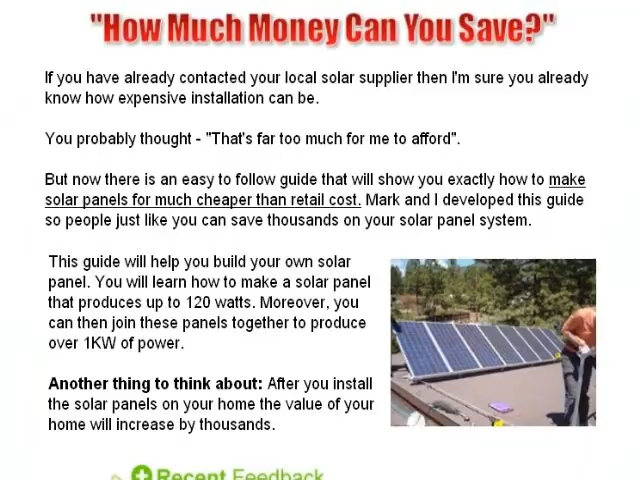 "How Much Money Can You Save?"
If you have already contacted your local solar supplier then I'm sure you already
know how expensive installation can be.
You probably thought - "That's far too much for me to afford".
But now there is an easy to follow guide that will show you exactly how to make
solar panels for much cheaper than retail cost. Mark and I developed this guide
so people just like you can save thousands on your solar panel system.
This guide will help you build your own solar
panel. You will learn how to make a solar panel
that produces up to 120 watts. Moreover, you
can then join these panels together to produce
over 1KW of power.
Another thing to think about: After you install
the solar panels on your home the value of your
home will increase by thousands.
Recent Feedback